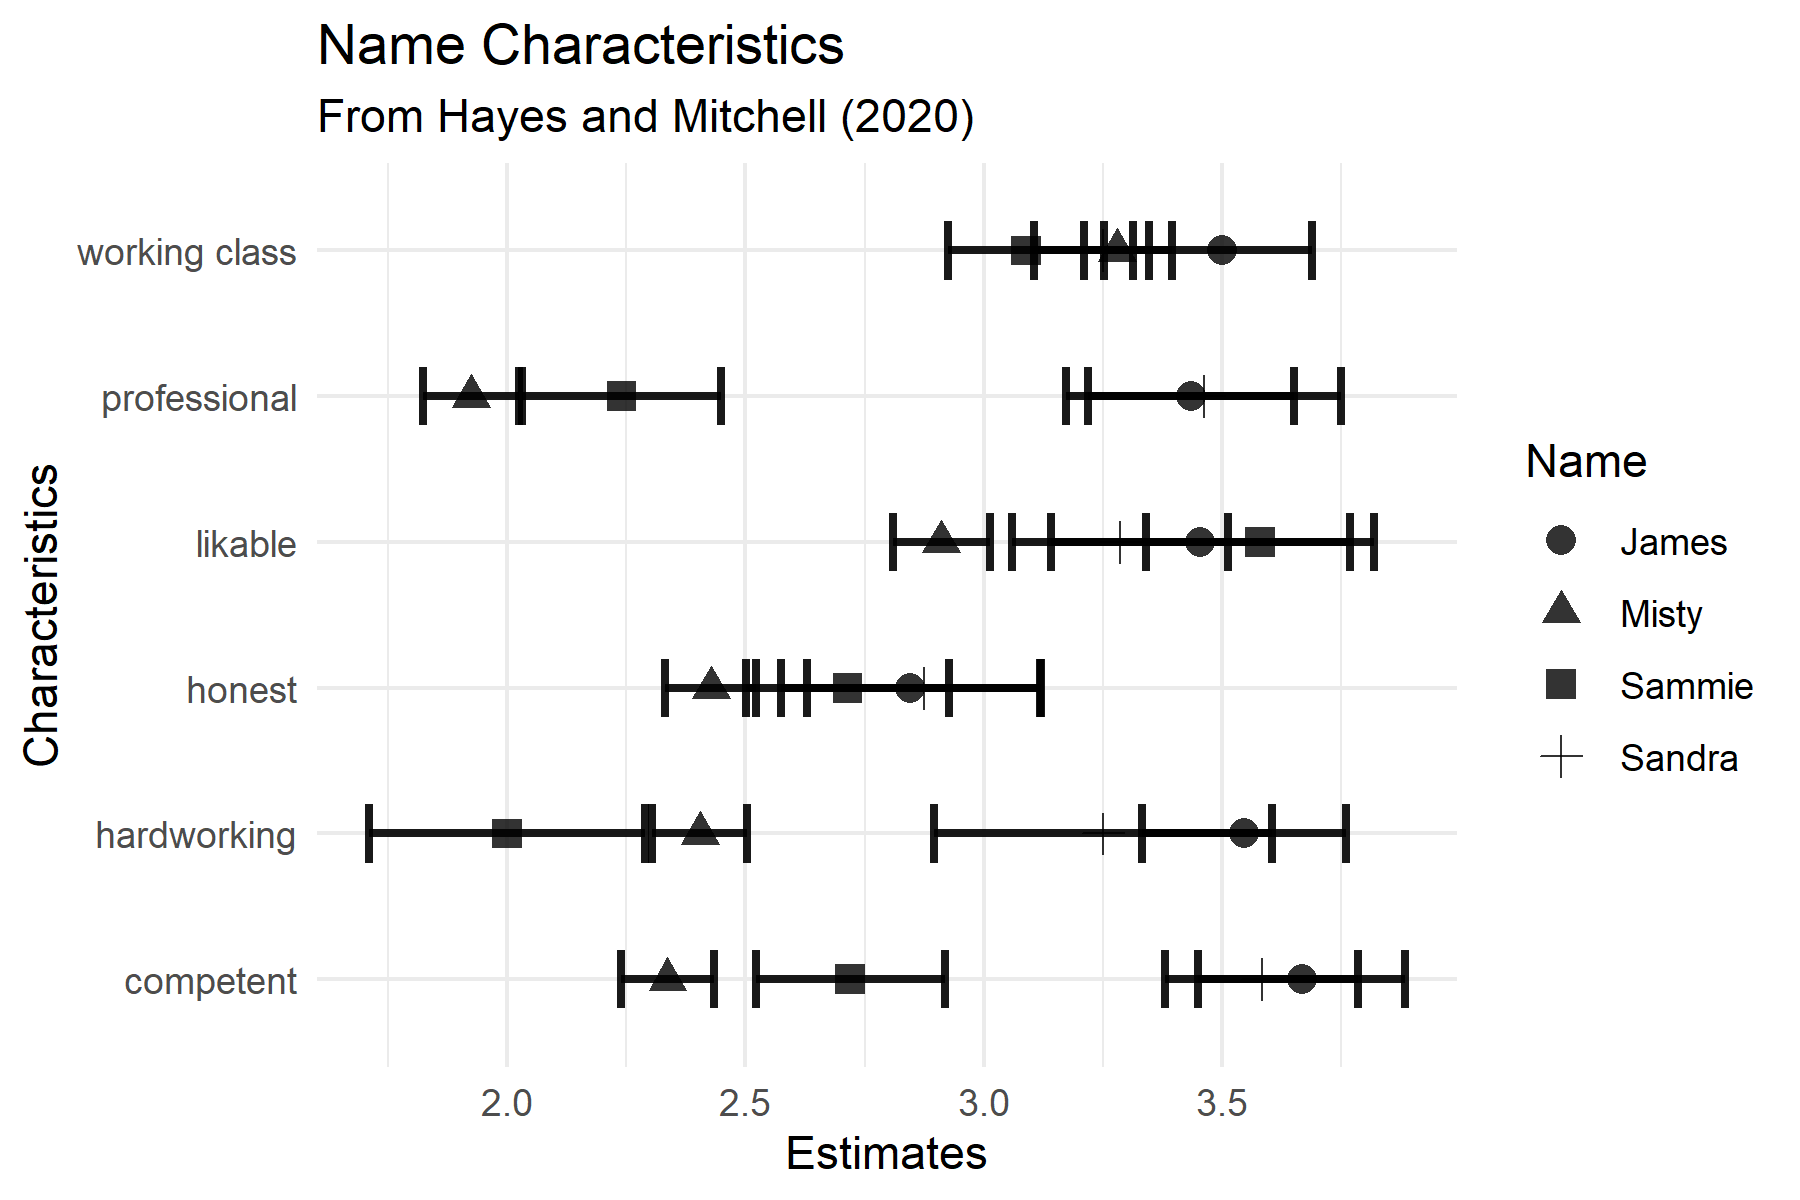 Name Characteristics
From Hayes and Mitchell (2020)
Characteristics
working class
professional
likable
honest
hardworking
competent
2.0 2.5 3.0 3.5
Estimates
Name
James
Misty
Sammie
Sandra